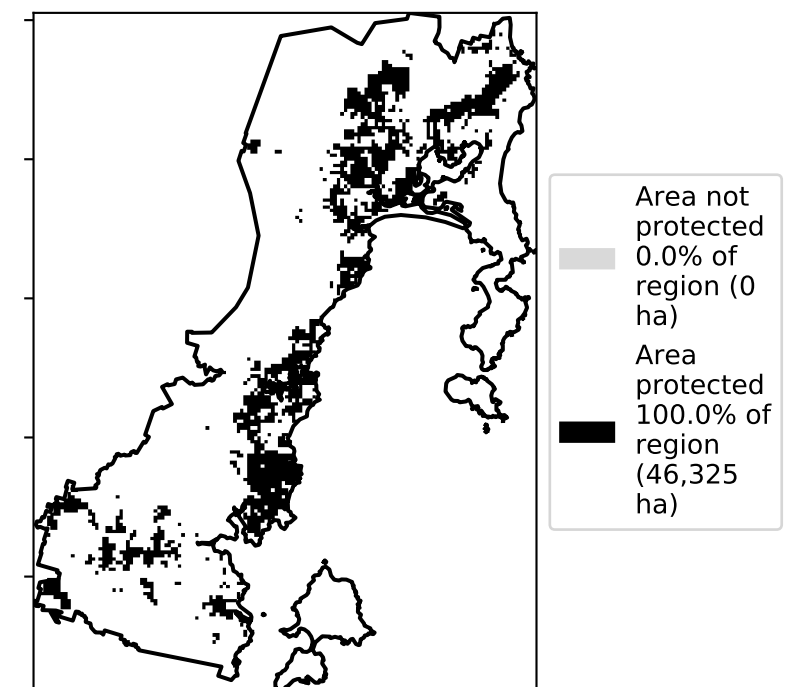 Area not
protected
0.0% of
region (0
ha)
Area
protected
100.0% of
region
(46,325
ha)